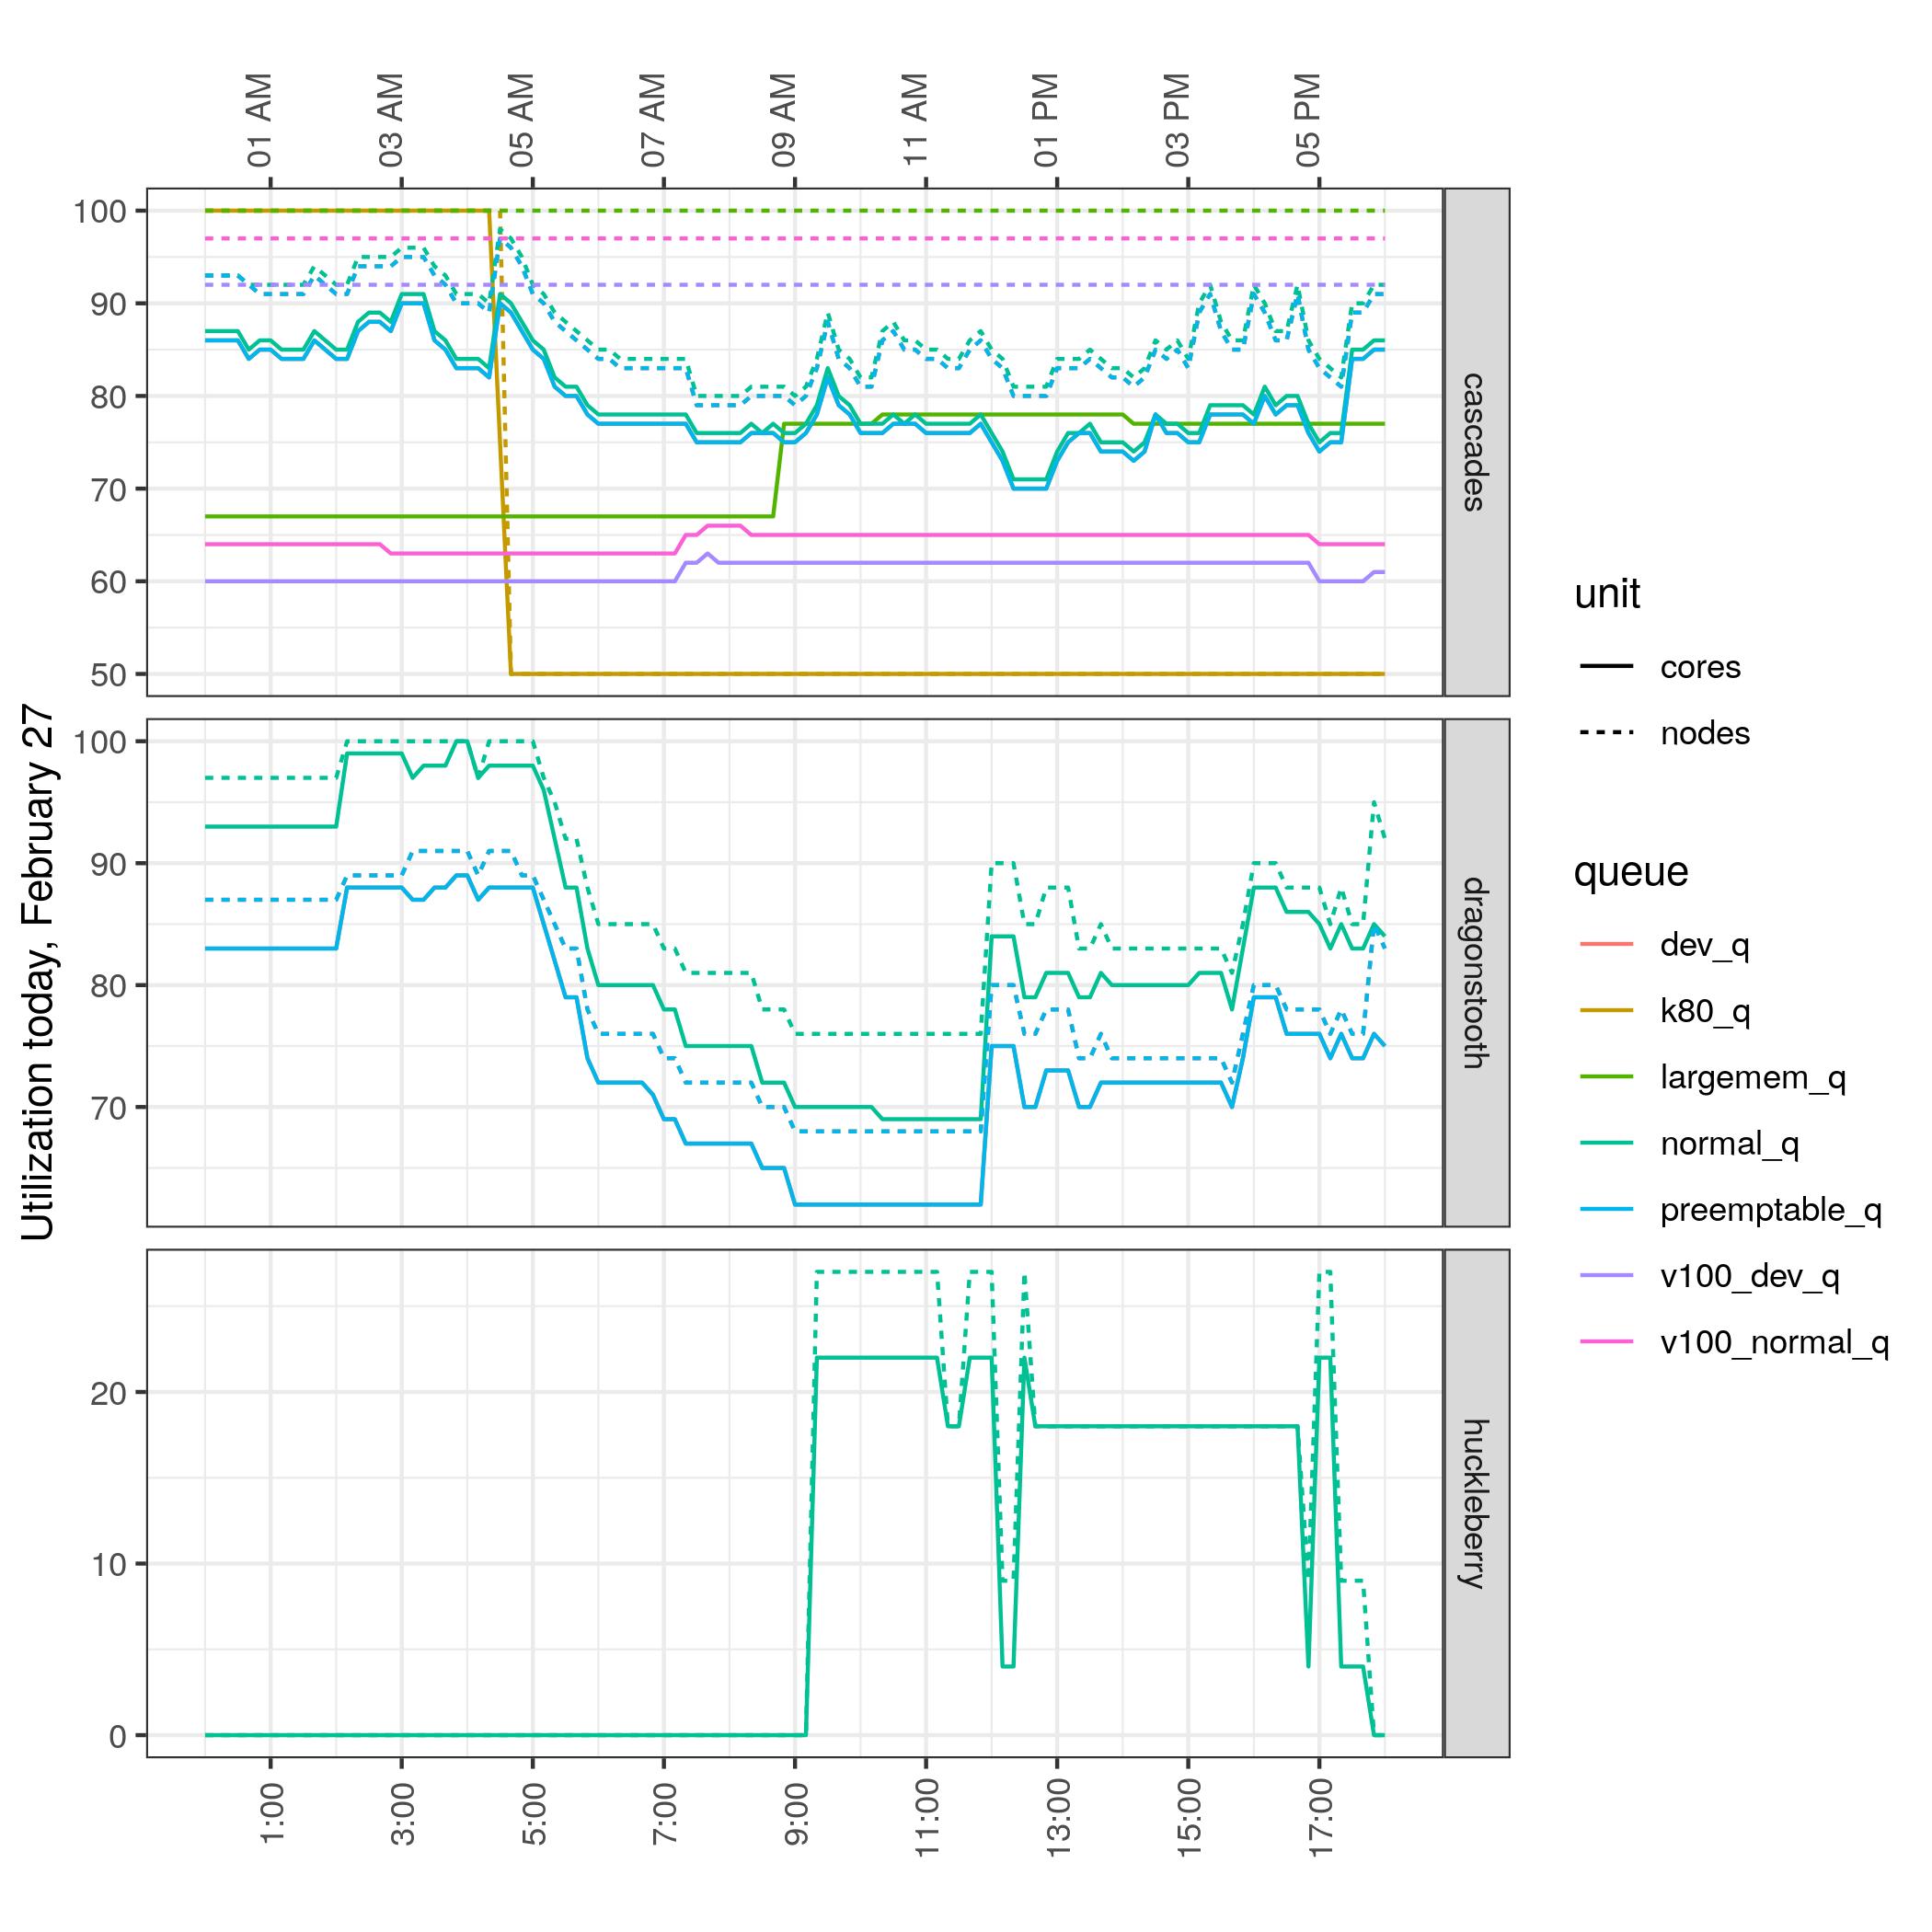 01 AM
03 AM
05 AM
07 AM
09 AM
11 AM
01 PM
03 PM
05 PM
Utilization today, February 27
100
90
80
70
60
50
cascades
100
90
80
70
dragonstooth
20
10
0
huckleberry
1:00
3:00
5:00
7:00
9:00
11:00
13:00
15:00
17:00
unit
cores
nodes
queue
dev_q
k80_q
largemem_q
normal_q
preemptable_q
v100_dev_q
v100_normal_q